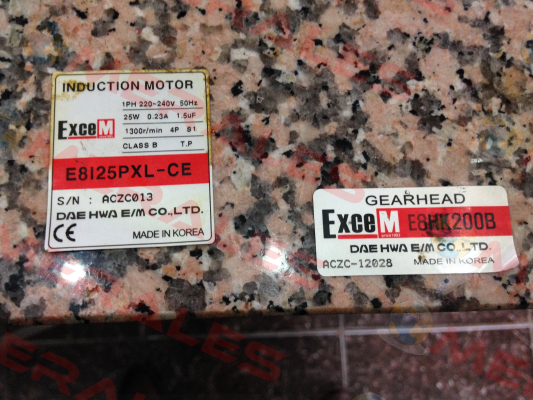 INDUCTION MOTOR
1PH 220~240V 50Hz
25W 0.23A 1.5uF
1300r/min 4P S1
CLASS B T.P
ExceM
E8I25PXL-CE
S/N : ACZC013
DAE HWA E/M CO.,LTD.
CE MADE IN KOREA
GEARHEAD
ExceM E8HK200B
DAE HWA E/M CO.,LTD.
ACZC-12028 MADE IN KOREA